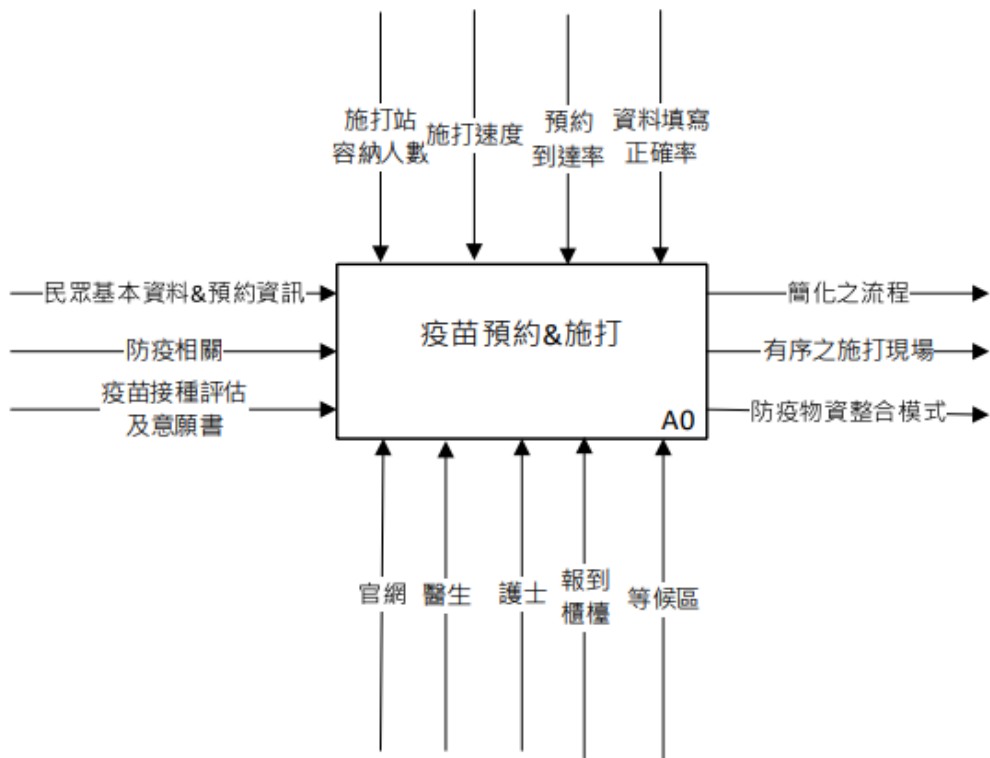 施打站
容納人數
施打速度
預約
到達率
資料填寫
正確率
民眾基本資料&預約資訊
防疫相關
疫苗接種評估
及意願書
疫苗預約&施打
A0
簡化之流程
有序之施打現場
防疫物資整合模式
官網
醫生
護士
報到
櫃檯
等候區